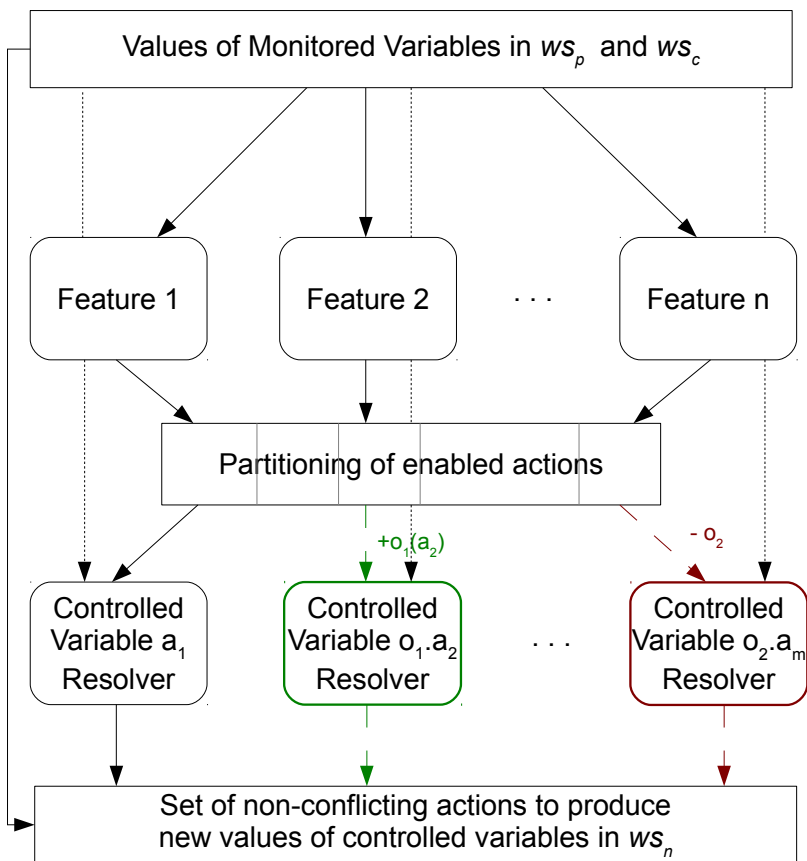 Values of Monitored Variables in ws_p and ws_c
Feature 1
Feature 2
. . .
Feature n
Partitioning of enabled actions
+o_1(a_2)
- o_2
Controlled
Variable a_1
Resolver
Controlled
Variable o_1.a_2
Resolver
. . .
Controlled
Variable o_2.a_m
Resolver
Set of non-conflicting actions to produce
new values of controlled variables in ws_n